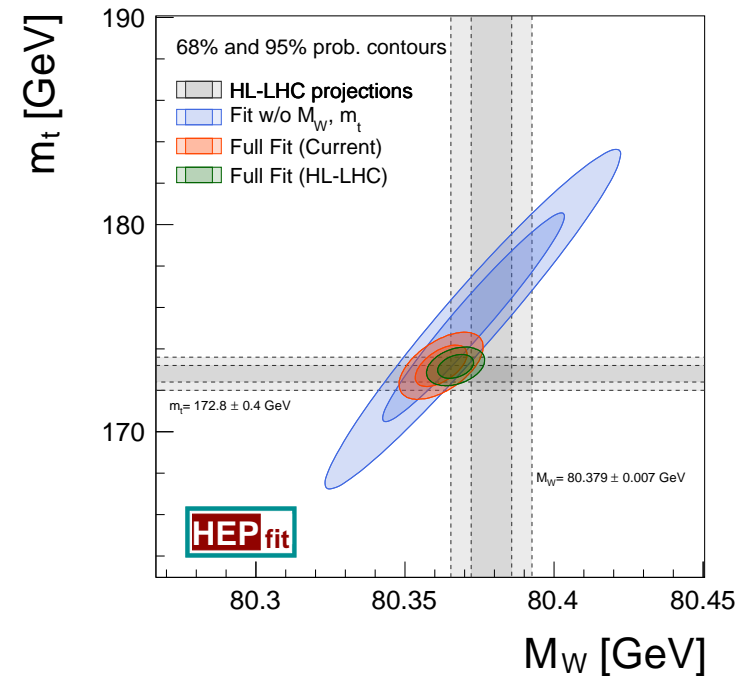 190
180
170
m_t [GeV]
68% and 95% prob. contours
HL-LHC projections
Fit w/o M_W, m_t
Full Fit (Current)
Full Fit (HL-LHC)
m_t= 172.8 ± 0.4 GeV
M_W= 80.379 ± 0.007 GeV
HEP fit
80.3 80.35 80.4 80.45
M_W [GeV]